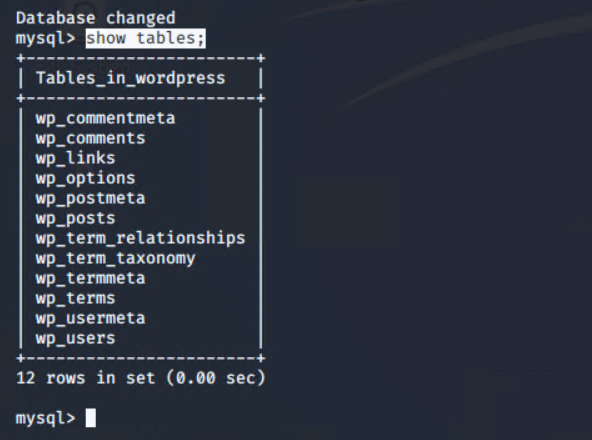 Database changed
mysql> show tables;
+-----------------------+
| Tables_in_wordpress   |
+-----------------------+
| wp_commentmeta        |
| wp_comments           |
| wp_links              |
| wp_options            |
| wp_postmeta           |
| wp_posts              |
| wp_term_relationships |
| wp_term_taxonomy      |
| wp_termmeta           |
| wp_terms              |
| wp_usermeta           |
| wp_users              |
+-----------------------+
12 rows in set (0.00 sec)
mysql>